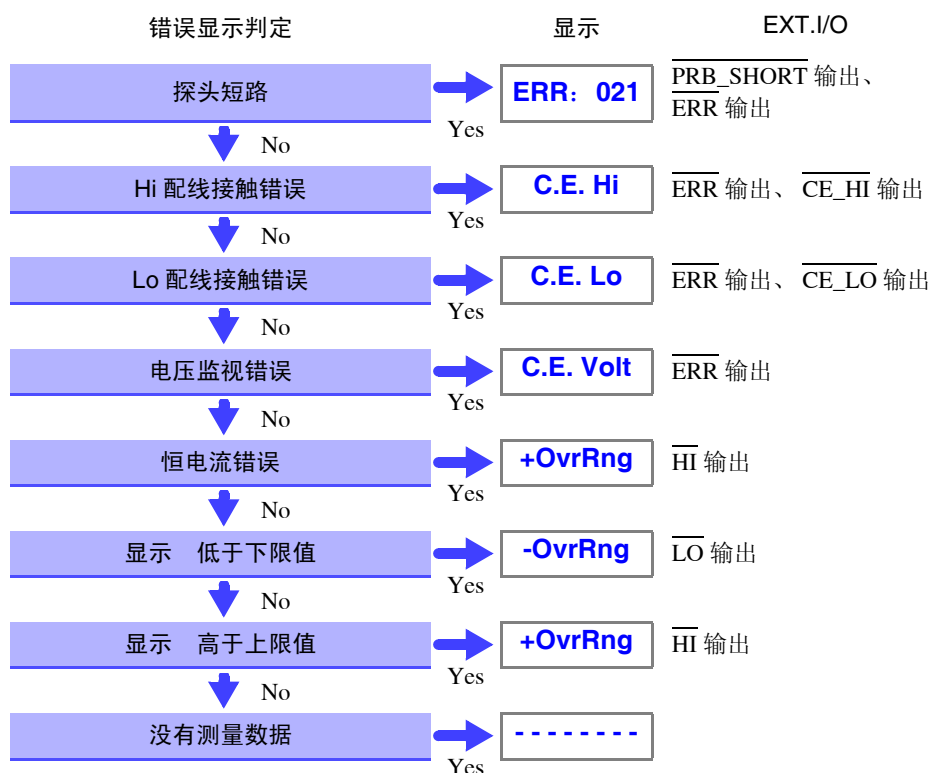 错误显示判定 显示 EXT.I/O
探头短路 Yes ERR： 021 PRB_SHORT 输出、
ERR 输出
No
Hi 配线接触错误 Yes C.E. Hi ERR 输出、 CE_HI 输出
No
Lo 配线接触错误 Yes C.E. Lo ERR 输出、 CE_LO 输出
No
电压监视错误 Yes C.E. Volt ERR 输出
No
恒电流错误 Yes +OvrRng HI 输出
No
显示 低于下限值 Yes -OvrRng LO 输出
No
显示 高于上限值 Yes +OvrRng HI 输出
No
没有测量数据 Yes - - - - - - - -